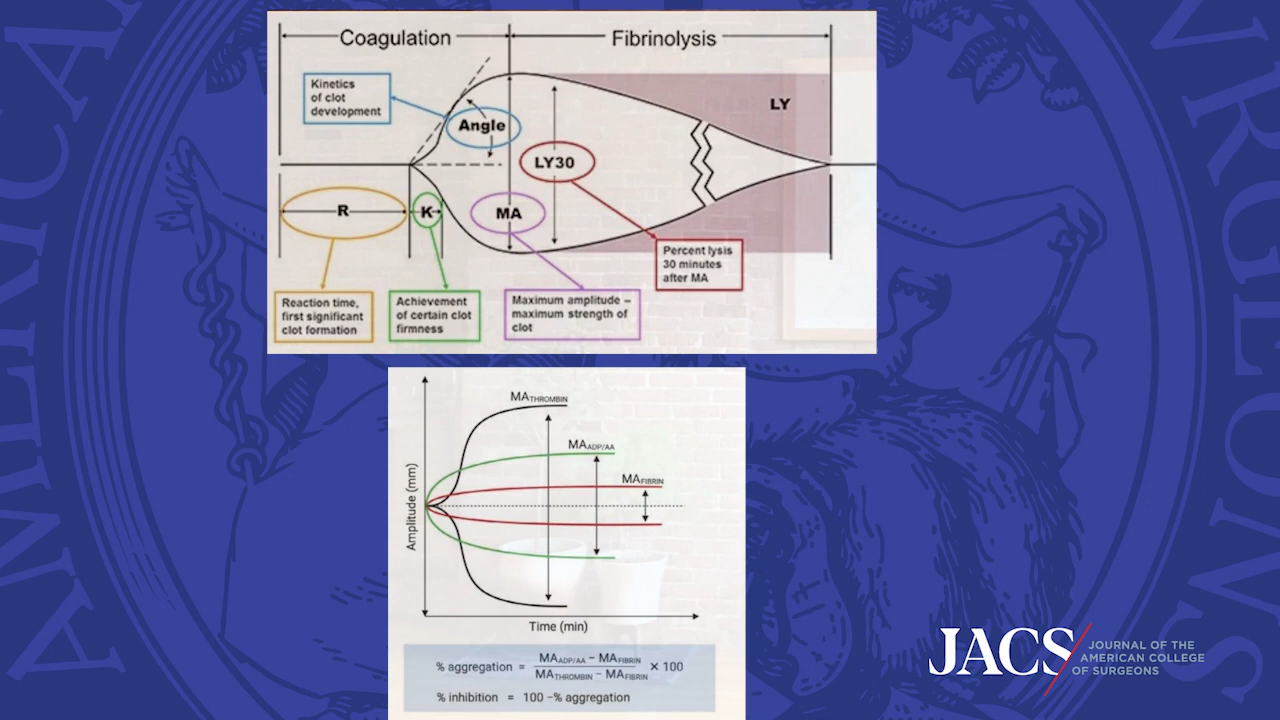 Coagulation
Fibrinolysis
Kinetics
of clot
development
Angle
LY
LY30
R
K
MA
Percent lysis
30 minutes
after MA
Reaction time,
first significant
clot formation
Achievement
of certain clot
firmness
Maximum amplitude –
maximum strength of
clot
MATHROMBIN
MAADP/AA
MAFIBRIN
Amplitude (mm)
Time (min)
% aggregation = MAADP/AA – MAFIBRIN / MATHROMBIN – MAFIBRIN × 100
% inhibition = 100 –% aggregation
JACS
JOURNAL OF THE
AMERICAN COLLEGE
OF SURGEONS